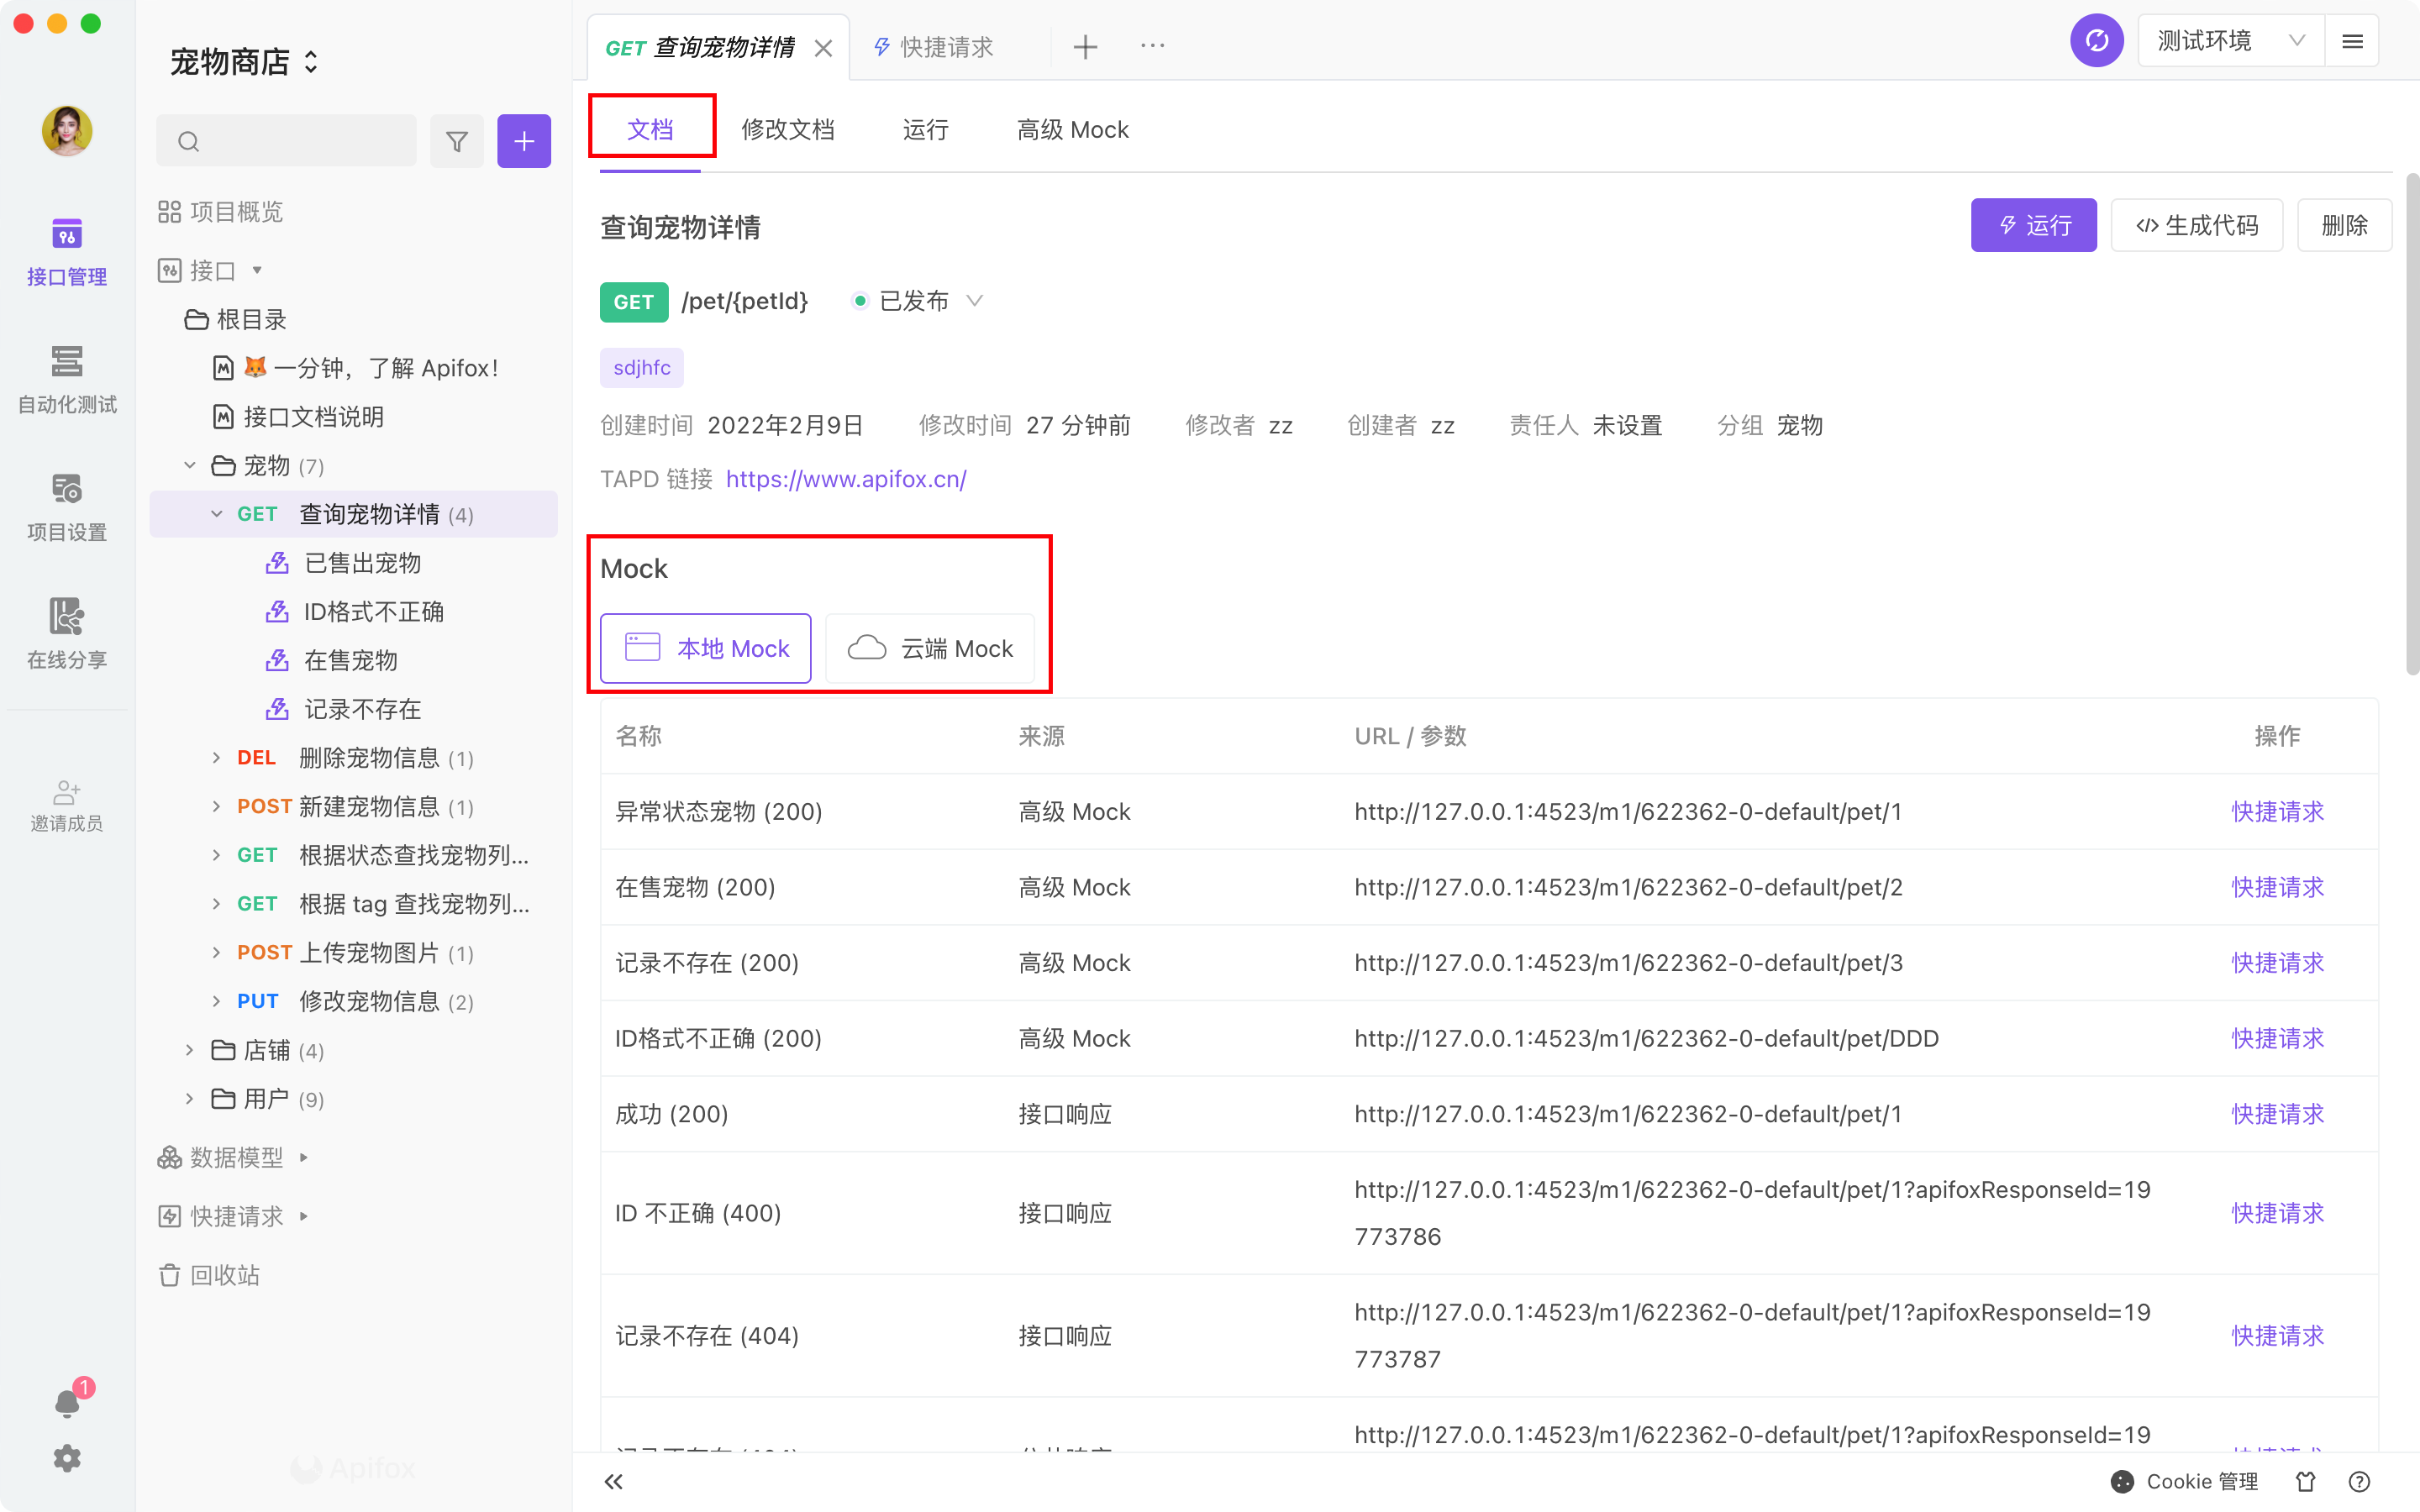 宠物商店
GET 查询宠物详情
快捷请求
测试环境
文档
修改文档
运行
高级 Mock
接口管理
自动化测试
项目设置
在线分享
邀请成员
1
项目概览
接口
根目录
一分钟，了解 Apifox！
接口文档说明
宠物 (7)
GET 查询宠物详情 (4)
已售出宠物
ID格式不正确
在售宠物
记录不存在
DEL 删除宠物信息 (1)
POST 新建宠物信息 (1)
GET 根据状态查找宠物列...
GET 根据 tag 查找宠物列...
POST 上传宠物图片 (1)
PUT 修改宠物信息 (2)
店铺 (4)
用户 (9)
数据模型
快捷请求
回收站
Apifox
查询宠物详情
运行
生成代码
删除
GET /pet/{petId} 已发布
sdjhfc
创建时间 2022年2月9日 修改时间 27 分钟前 修改者 zz 创建者 zz 责任人 未设置 分组 宠物
TAPD 链接 https://www.apifox.cn/
Mock
本地 Mock
云端 Mock
名称 来源 URL / 参数 操作
异常状态宠物 (200) 高级 Mock http://127.0.0.1:4523/m1/622362-0-default/pet/1 快捷请求
在售宠物 (200) 高级 Mock http://127.0.0.1:4523/m1/622362-0-default/pet/2 快捷请求
记录不存在 (200) 高级 Mock http://127.0.0.1:4523/m1/622362-0-default/pet/3 快捷请求
ID格式不正确 (200) 高级 Mock http://127.0.0.1:4523/m1/622362-0-default/pet/DDD 快捷请求
成功 (200) 接口响应 http://127.0.0.1:4523/m1/622362-0-default/pet/1 快捷请求
ID 不正确 (400) 接口响应 http://127.0.0.1:4523/m1/622362-0-default/pet/1?apifoxResponseId=19
773786 快捷请求
记录不存在 (404) 接口响应 http://127.0.0.1:4523/m1/622362-0-default/pet/1?apifoxResponseId=19
773787 快捷请求
http://127.0.0.1:4523/m1/622362-0-default/pet/1?apifoxResponseId=19
Cookie 管理